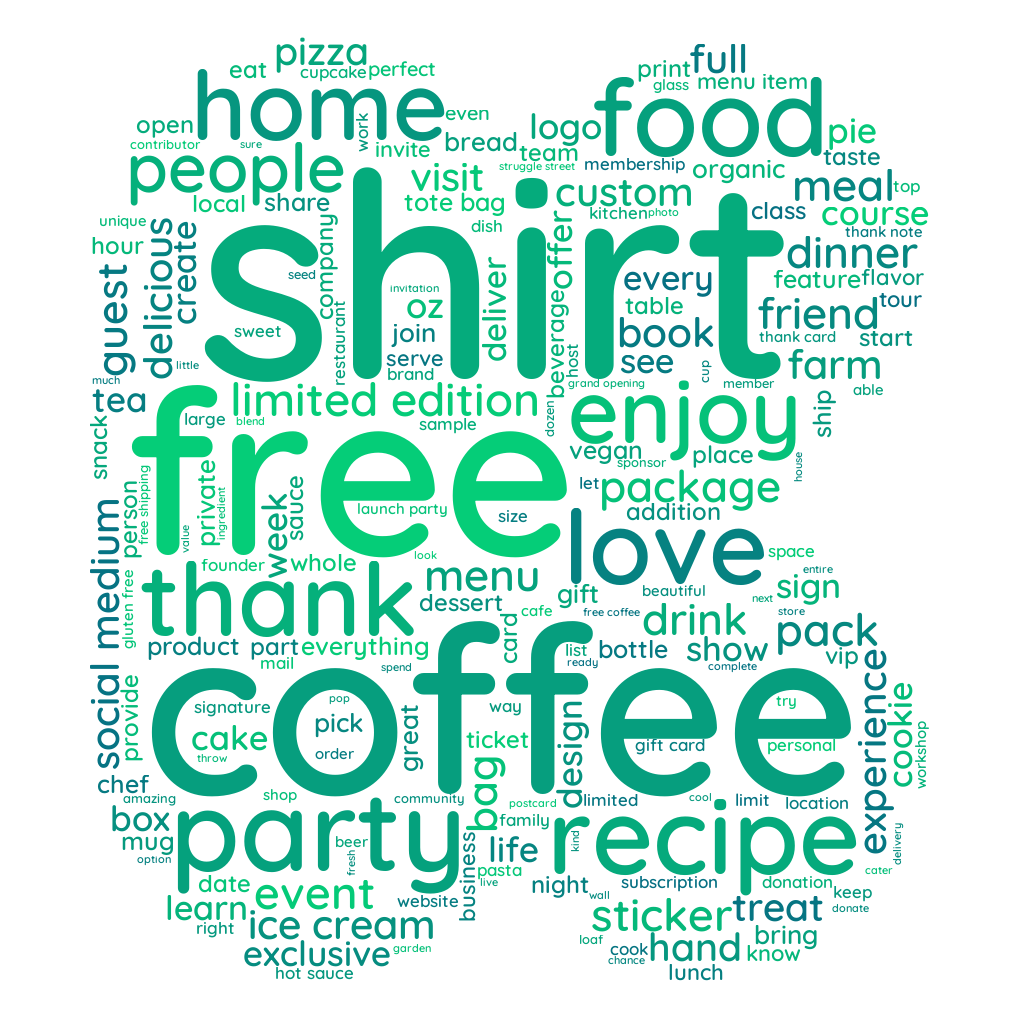 pizza
full
eat
cupcake
perfect
print
glass
menu item
home
food
even
work
open
contributor
sure
invite
bread
logo
team
struggle street
membership
organic
pie
taste
people
visit
custom
meal
top
local
share
tote bag
kitchen
photo
class
course
thank note
unique
hour
guest
delicious
create
shirt
company
dish
offer
dinner
seed
invitation
oz
deliver
beverage
every
feature
flavor
table
tour
sweet
restaurant
join
host
book
friend
thank card
start
little
serve
see
farm
much
brand
grand opening
cup
member
able
tea
limited edition
enjoy
large
blend
sample
dozen
ship
snack
free
vegan
sponsor
place
house
free shipping
private
ingredient
sauce
let
package
person
launch party
size
addition
social medium
value
week
look
love
founder
whole
space
entire
gluten free
thank
menu
gift
beautiful
sign
dessert
cafe
free coffee
next
store
card
drink
pack
product
part
everything
list
bottle
show
vip
mail
spend
ready
complete
provide
coffee
experience
cookie
signature
pop
way
try
cake
pick
great
ticket
design
gift card
personal
workshop
throw
order
chef
bag
amazing
shop
community
postcard
limited
cool
limit
location
box
party
family
recipe
mug
beer
kind
delivery
option
fresh
life
business
pasta
cater
date
event
live
night
subscription
donation
keep
website
wall
learn
ice cream
sticker
treat
donate
right
garden
loaf
hand
bring
exclusive
cook
chance
know
hot sauce
lunch